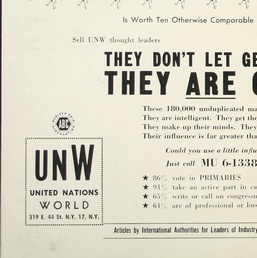 Is Worth Ten Otherwise Comparable
Sell UNW thought leaders
THEY DON'T LET GE
THEY ARE
These 180,000 unduplicated ma
They are intelligent. They get the
They make up their minds. They
Their influence is far greater tha
Could you use a little influ
Just call MU 6-1338
★ 86% vote in PRIMARIES
★ 91% take an active part in ca
★ 65% write or call on congressm
★ 64% are of professional or bus
ABC
UNW
UNITED NATIONS
WORLD
319 E. 44 St. N.Y. 17, N.Y.
Articles by International Authorities for Leaders of Industry